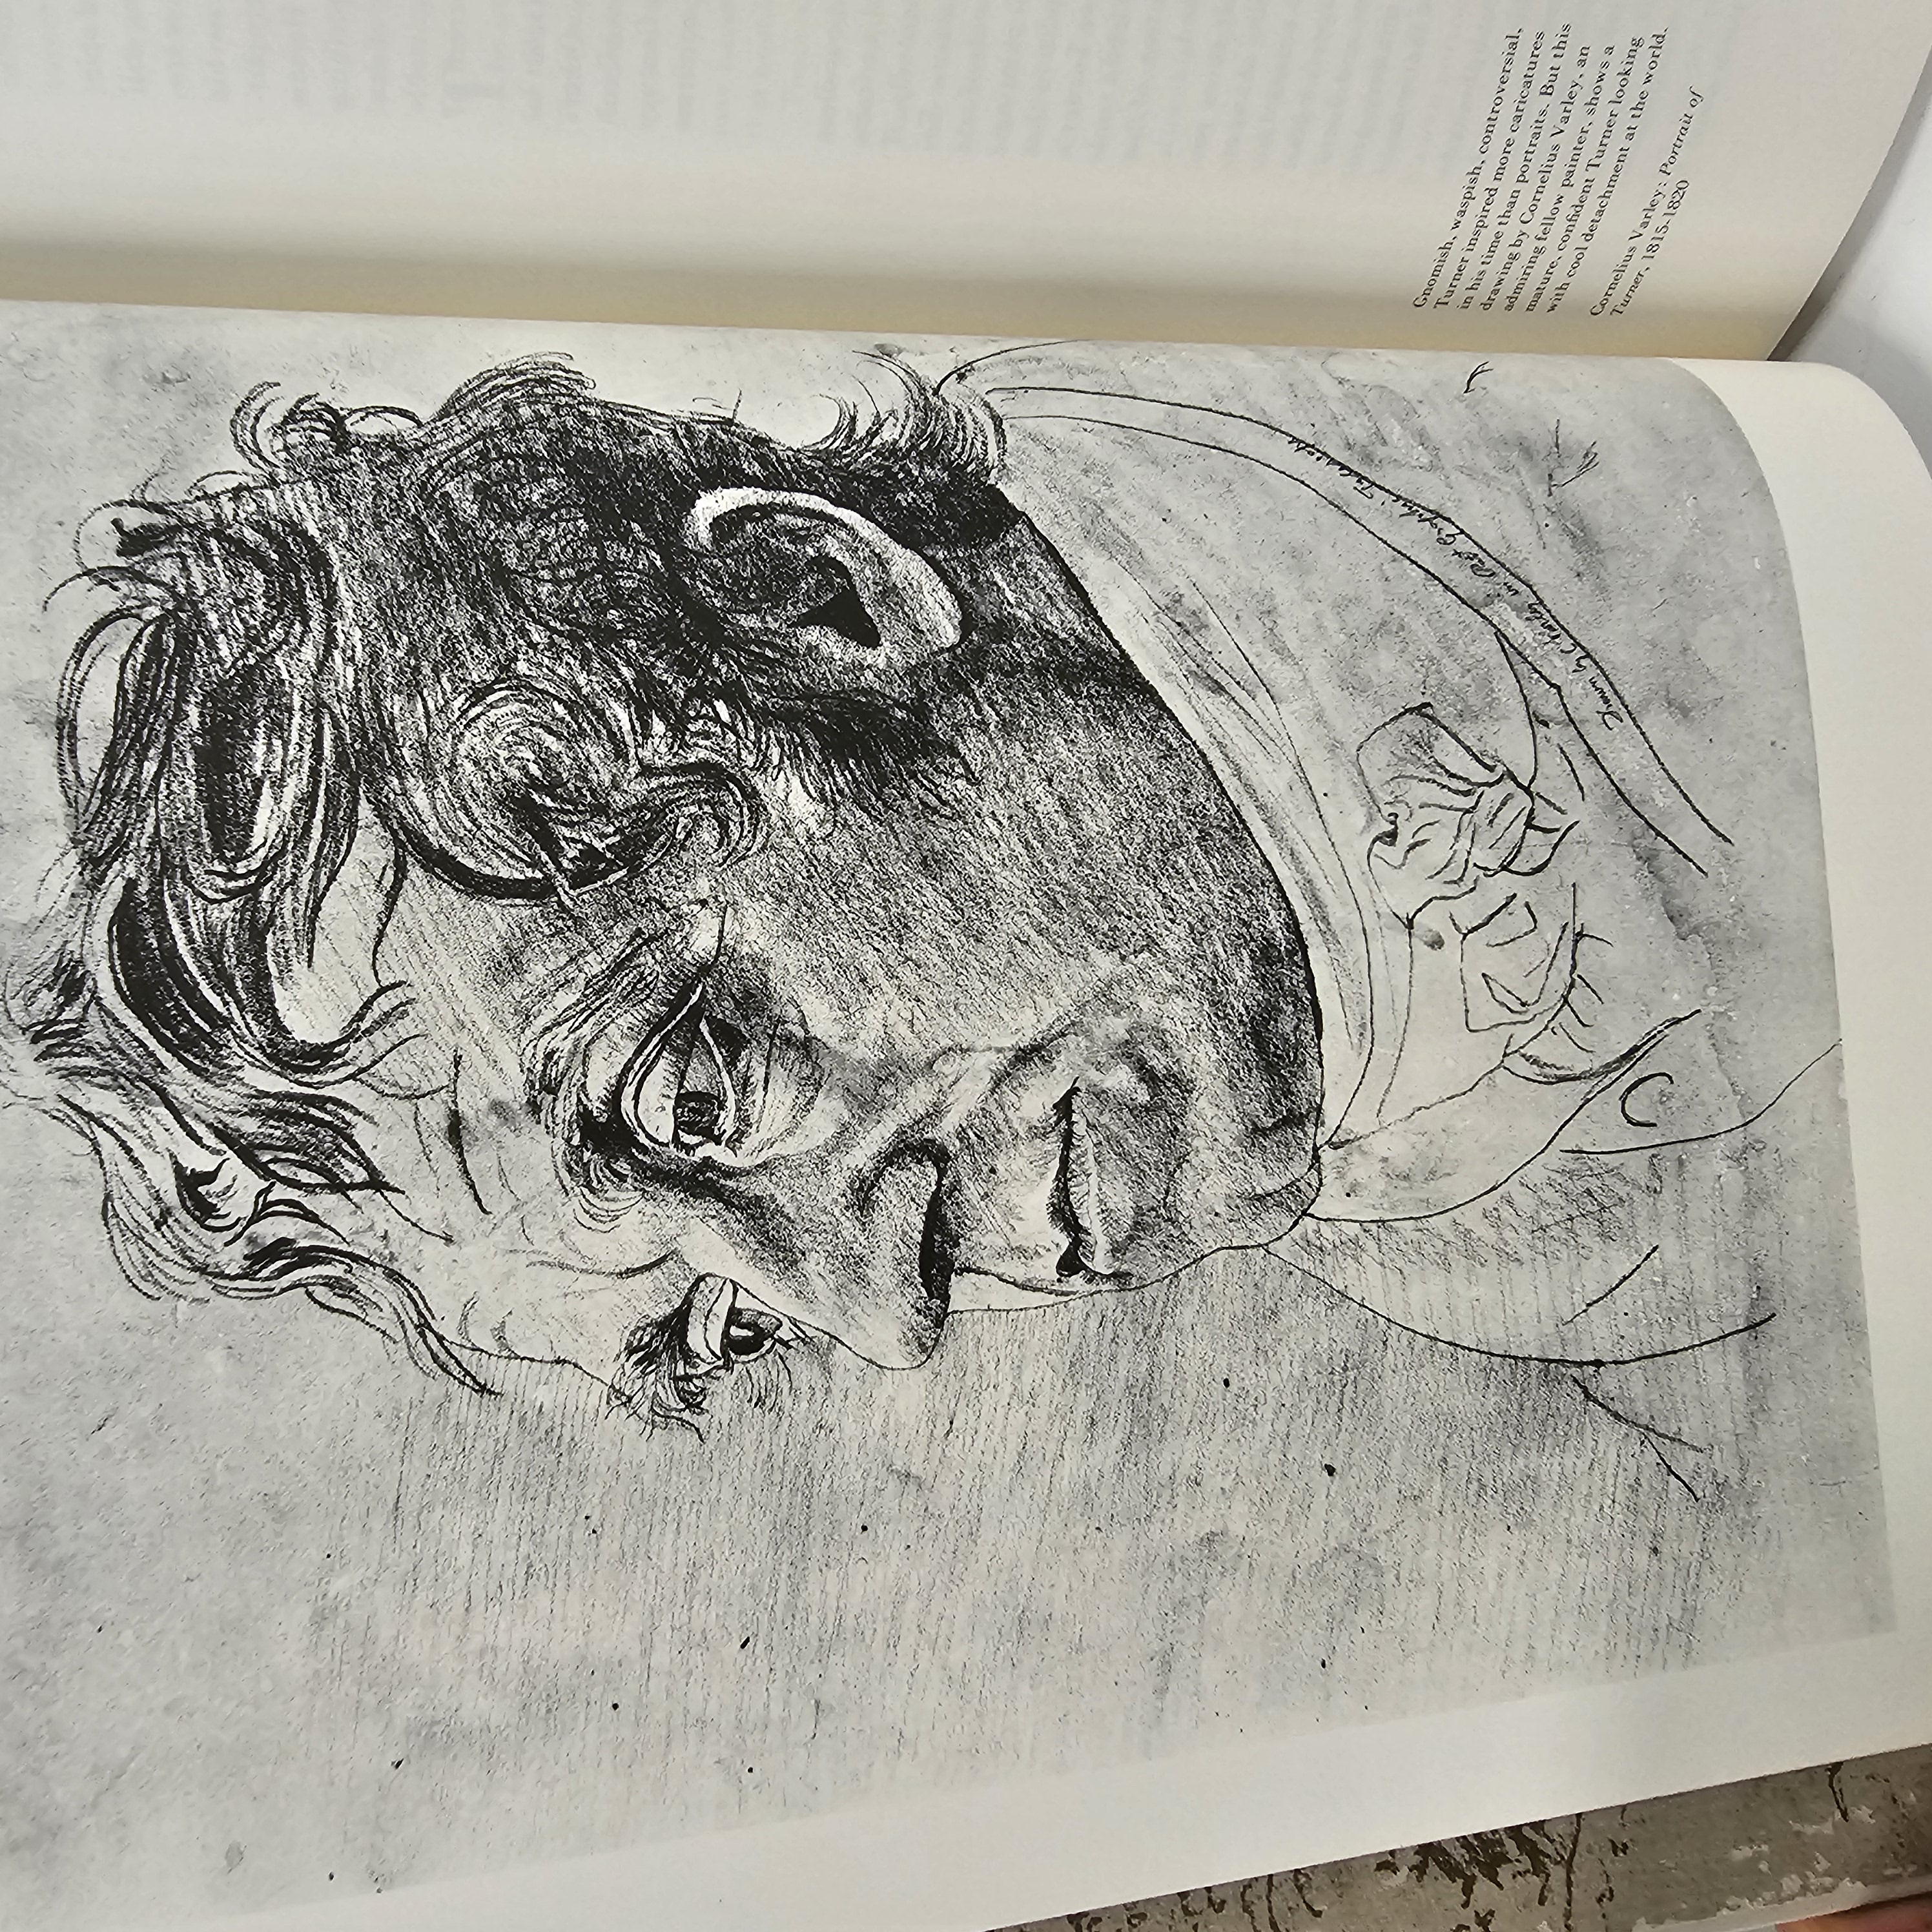 Drawn by C Varley in Patt Graphic Telescope
Gnomish, waspish, controversial,
Turner inspired more caricatures
in his time than portraits. But this
drawing by Cornelius Varley, an
admiring fellow painter, shows a
mature, confident Turner looking
with cool detachment at the world.
Cornelius Varley: Portrait of
Turner, 1815-1820